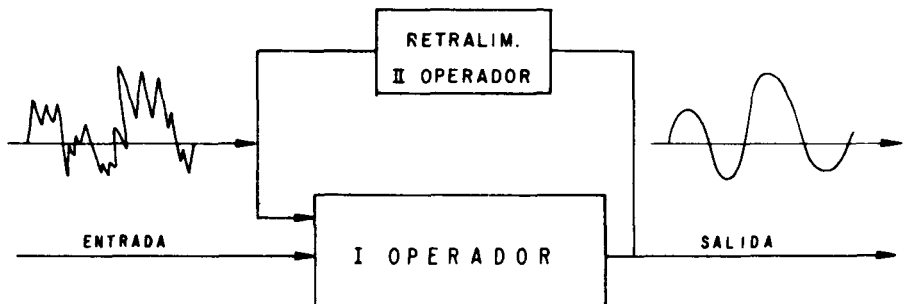 RETRALIM.
II OPERADOR
ENTRADA
I OPERADOR
SALIDA